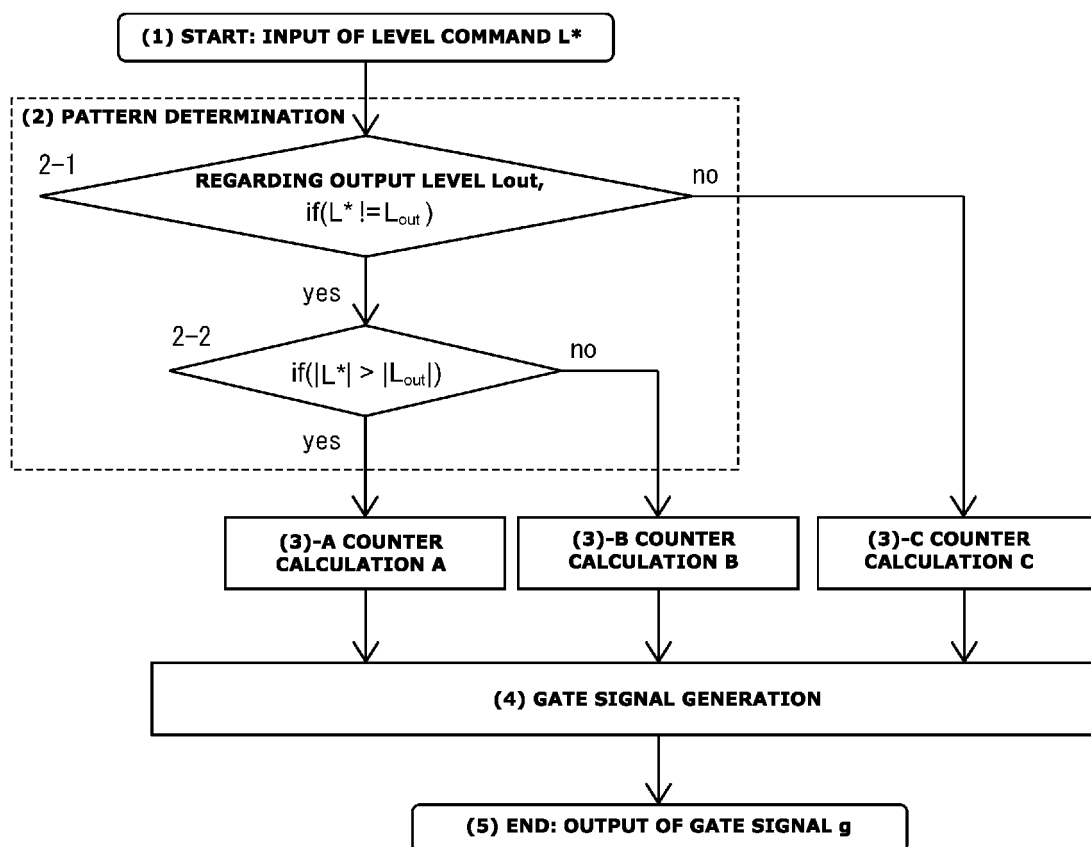 (1) START: INPUT OF LEVEL COMMAND L*
(2) PATTERN DETERMINATION
2-1
REGARDING OUTPUT LEVEL Lout,
if(L* !=Lout)
no
yes
2-2
if(|L*| > |Lout|)
no
yes
(3)-A COUNTER
CALCULATION A
(3)-B COUNTER
CALCULATION B
(3)-C COUNTER
CALCULATION C
(4) GATE SIGNAL GENERATION
(5) END: OUTPUT OF GATE SIGNAL g